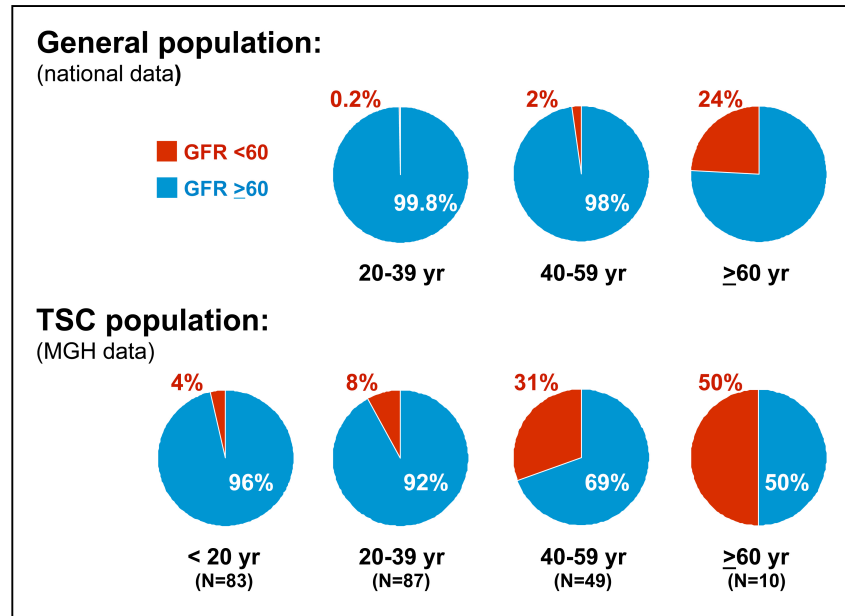 General population:
(national data)
0.2%
2%
24%
GFR <60
GFR ≥60
99.8%
98%
20-39 yr
40-59 yr
≥60 yr
TSC population:
(MGH data)
4%
8%
31%
50%
96%
92%
69%
50%
< 20 yr
20-39 yr
40-59 yr
≥60 yr
(N=83)
(N=87)
(N=49)
(N=10)